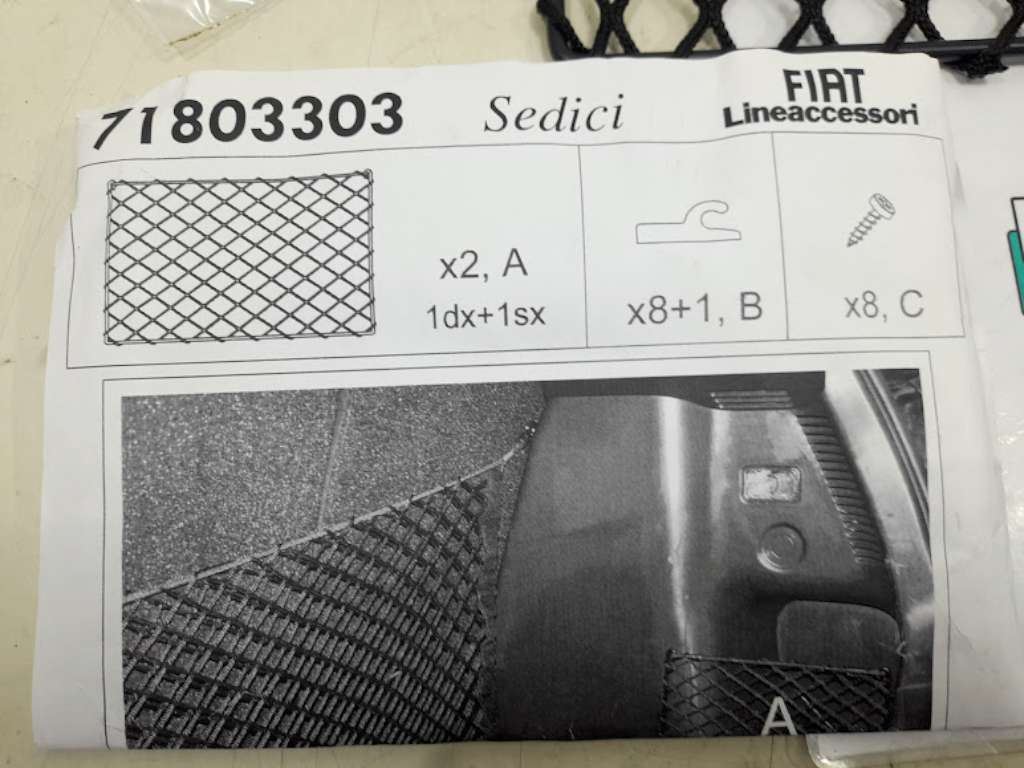 71803303 Sedici FIAT
Lineaccessori
x2, A
1dx+1sx
x8+1, B
x8, C
A